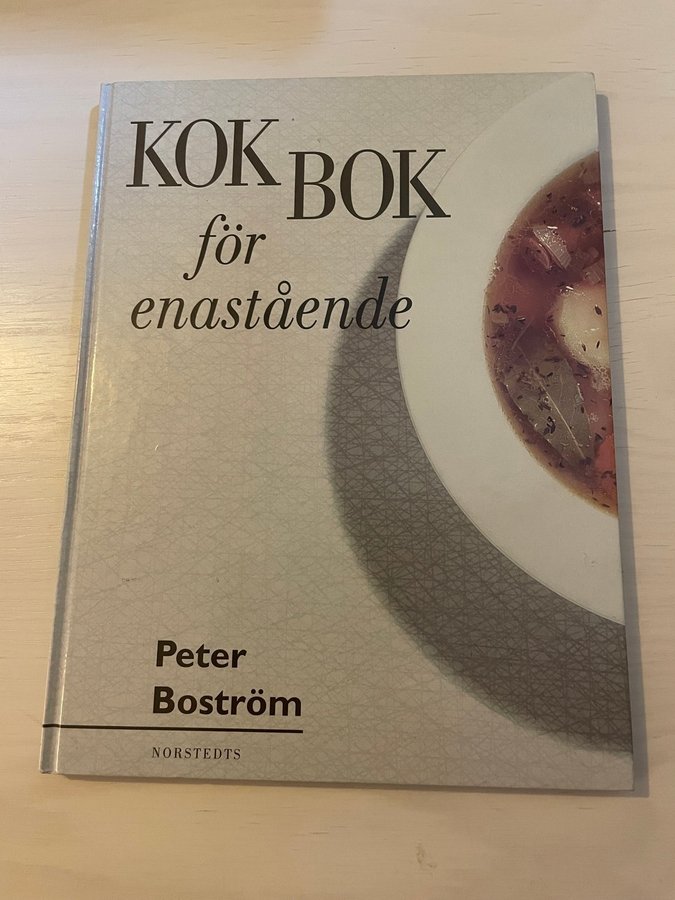 KOK
BOK
för
enastående
Peter
Boström
NORSTEDTS